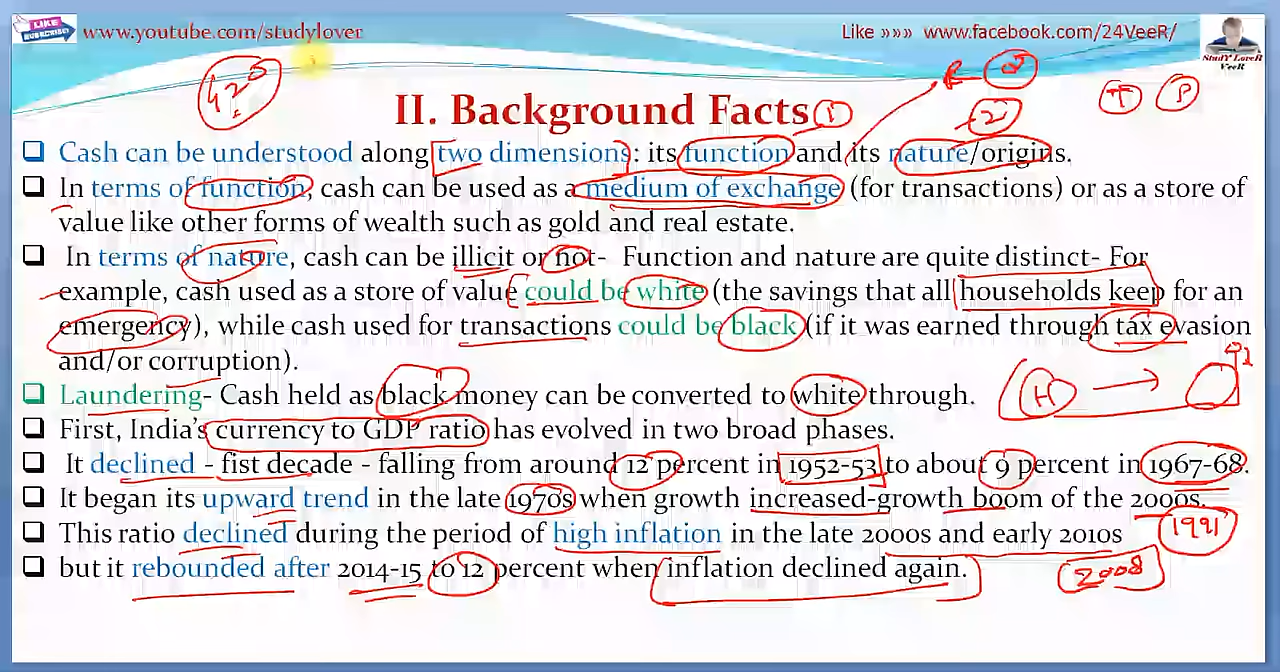 LIKE
SUBSCRIBE!
www.youtube.com/studylover
Like »»» www.facebook.com/24VeeR/
StudY LoveR
VeeR
420
T
P
II. Background Facts
1
2
Cash can be understood along two dimensions: its function and its nature/origins.
In terms of function, cash can be used as a medium of exchange (for transactions) or as a store of
value like other forms of wealth such as gold and real estate.
In terms of nature, cash can be illicit or not- Function and nature are quite distinct- For
example, cash used as a store of value could be white (the savings that all households keep for an
emergency), while cash used for transactions could be black (if it was earned through tax evasion
and/or corruption).
Laundering- Cash held as black money can be converted to white through.
H
First, India's currency to GDP ratio has evolved in two broad phases.
It declined - fist decade - falling from around 12 percent in 1952-53 to about 9 percent in 1967-68.
It began its upward trend in the late 1970s when growth increased-growth boom of the 2000s.
This ratio declined during the period of high inflation in the late 2000s and early 2010s
1991
but it rebounded after 2014-15 to 12 percent when inflation declined again.
2008